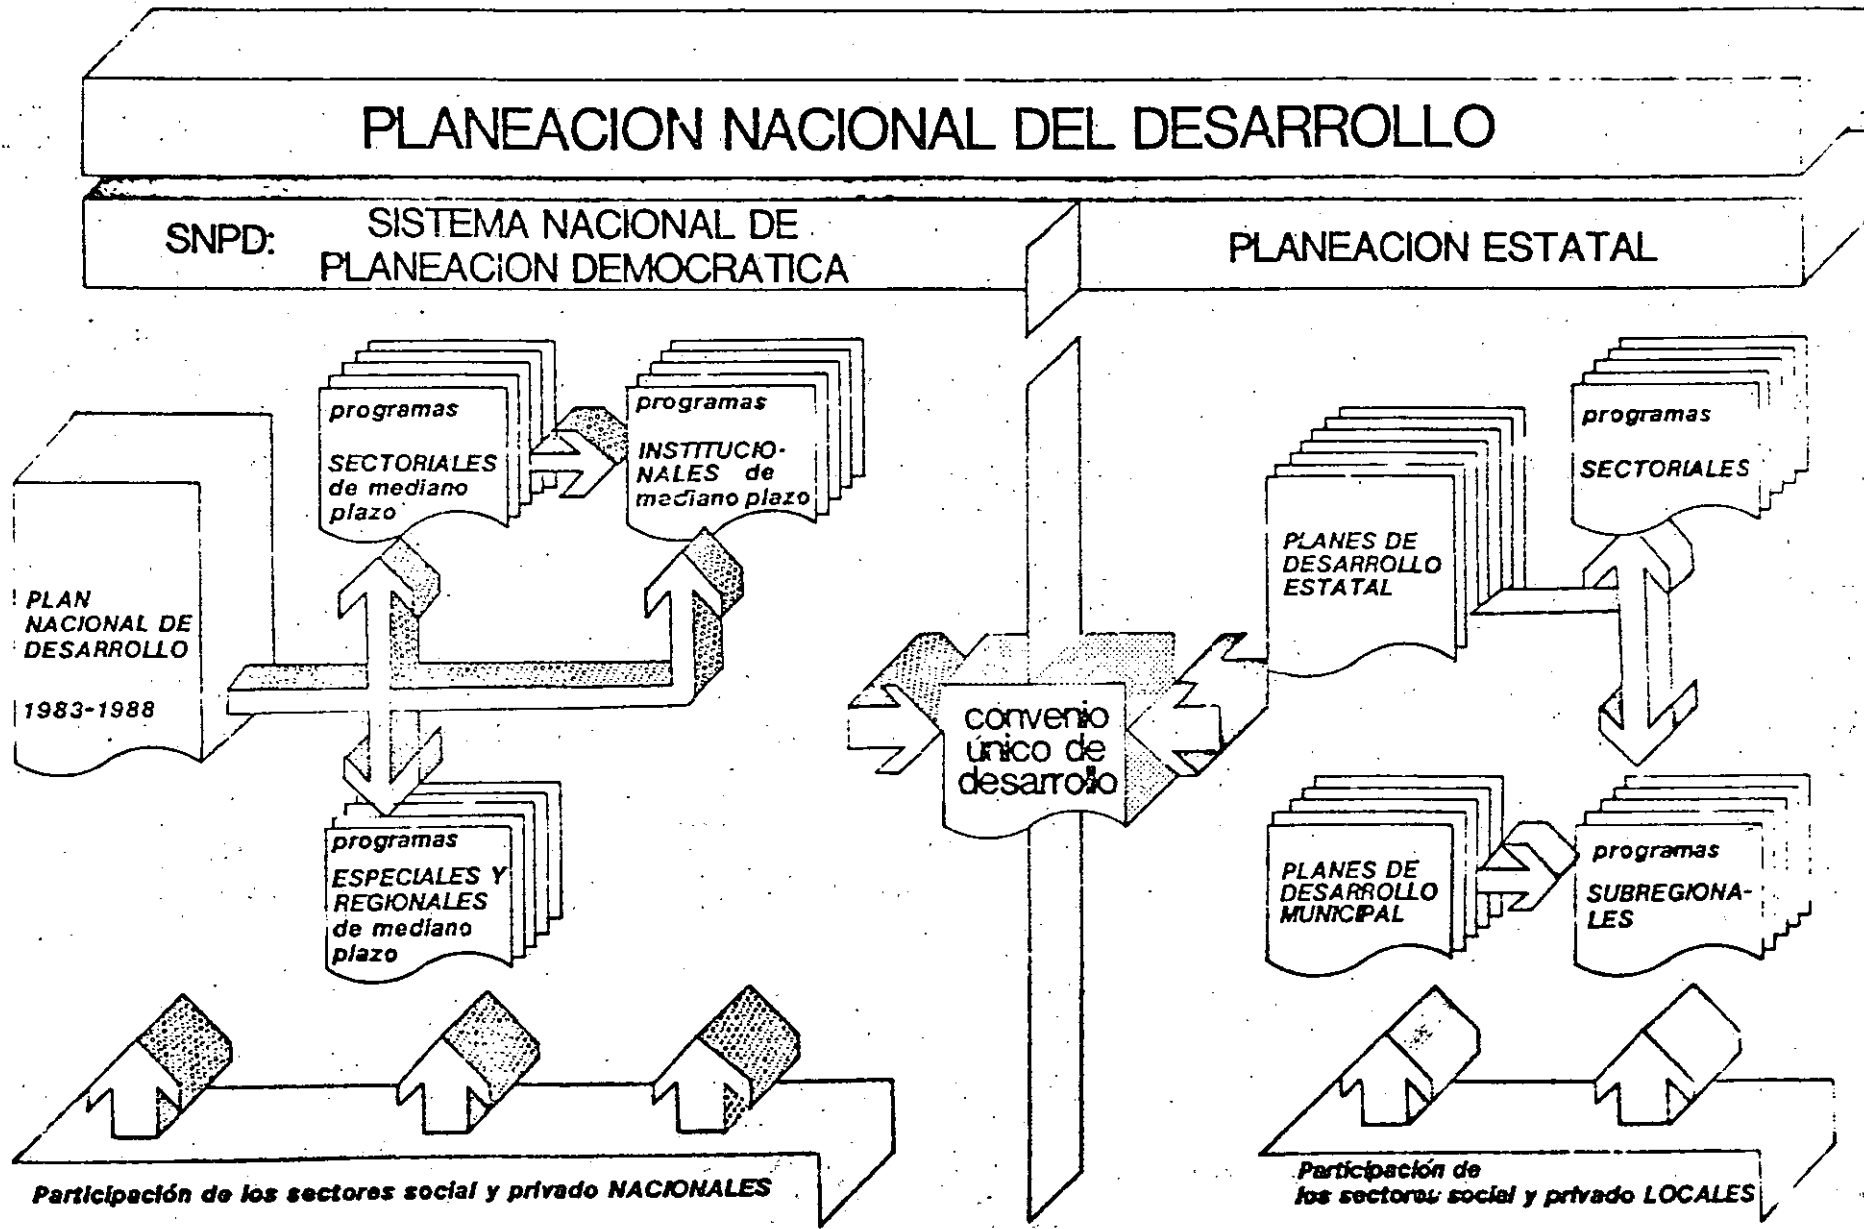 PLANEACION NACIONAL DEL DESARROLLO
SNPD:
SISTEMA NACIONAL DE
PLANEACION DEMOCRATICA
PLANEACION ESTATAL
programas
SECTORIALES
de mediano
plazo
programas
INSTITUCIO-
NALES de
mediano plazo
PLAN
NACIONAL DE
DESARROLLO
1983-1988
programas
ESPECIALES Y
REGIONALES
de mediano
plazo
convenio
único de
desarrollo
PLANES DE
DESARROLLO
ESTATAL
programas
SECTORIALES
PLANES DE
DESARROLLO
MUNICIPAL
programas
SUBREGIONA-
LES
Participación de los sectores social y privado NACIONALES
Participación de
los sectores social y privado LOCALES